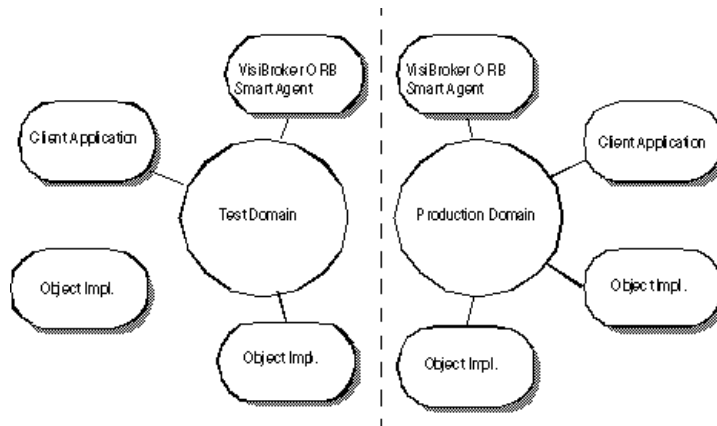 VisiBroker ORB
Smart Agent
Client Application
Test Domain
Object Impl.
Object Impl.
VisiBroker ORB
Smart Agent
Client Application
Production Domain
Object Impl.
Object Impl.